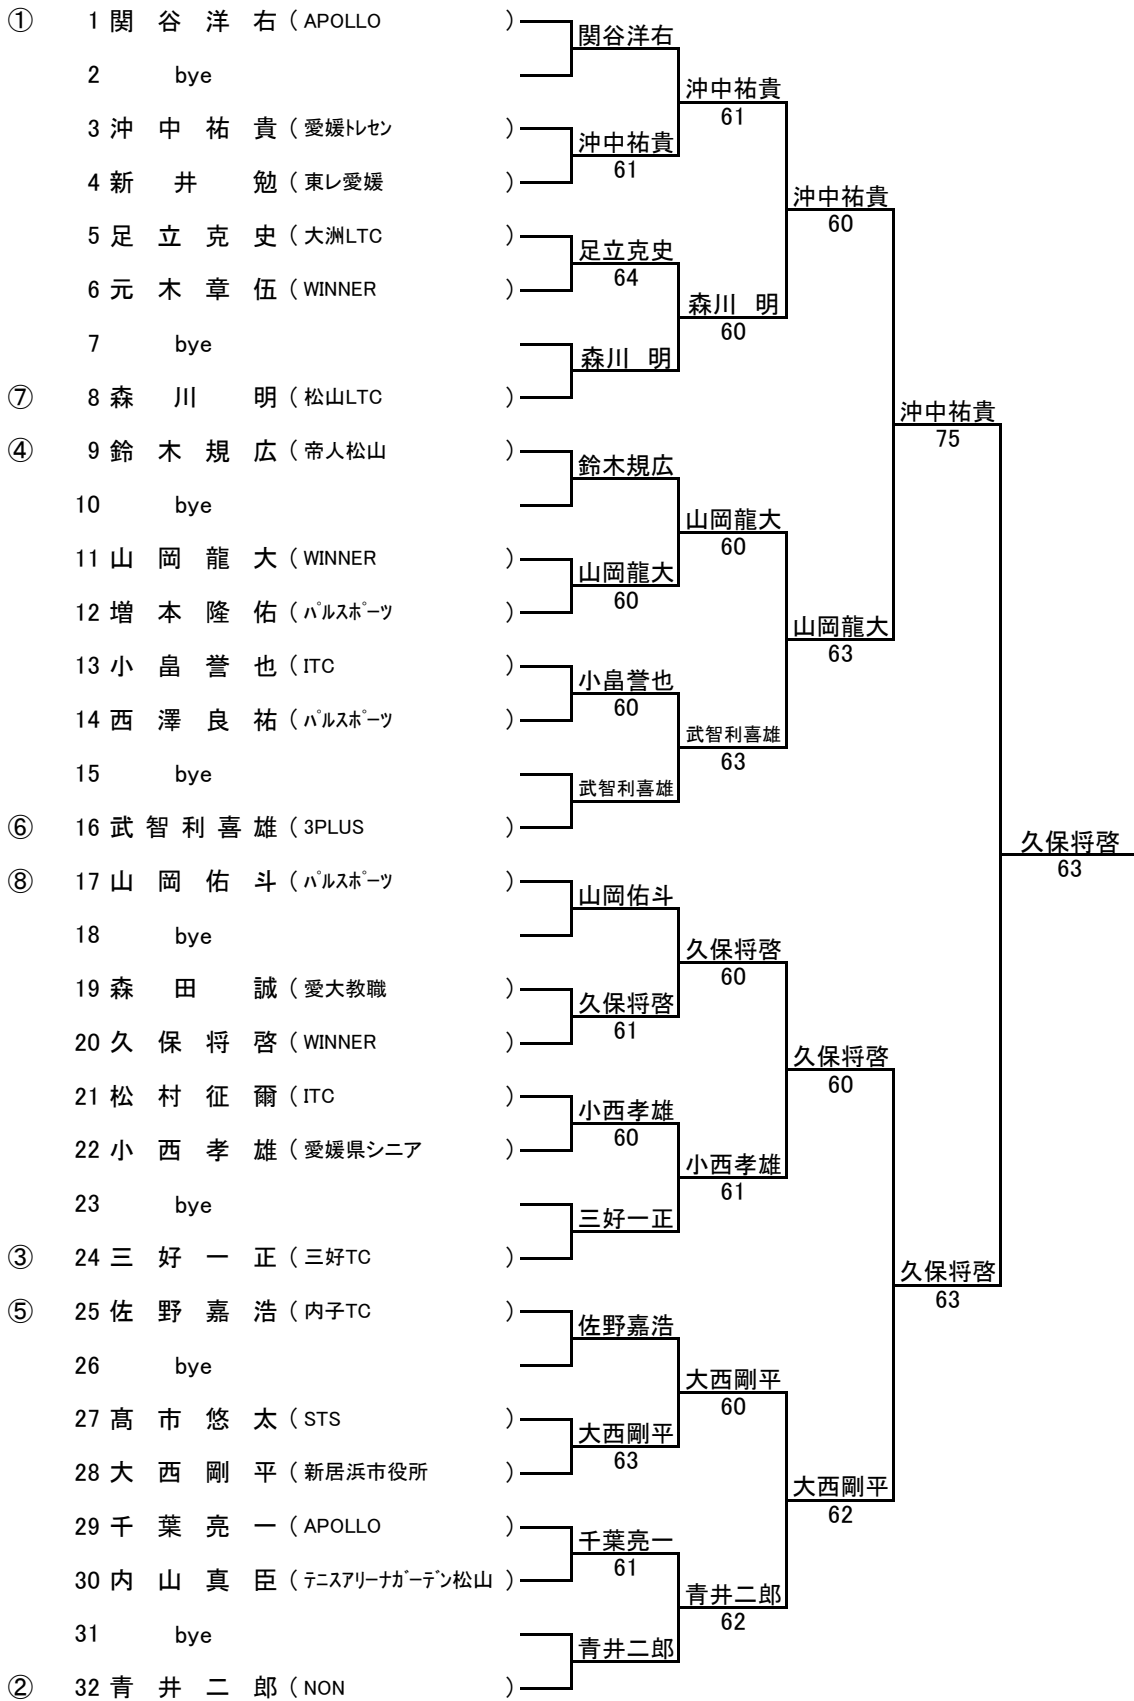 ① 1 関谷洋右 ( APOLLO )
2 bye
3 沖中祐貴 ( 愛媛トレセン )
4 新井勉 ( 東レ愛媛 )
5 足立克史 ( 大洲LTC )
6 元木章伍 ( WINNER )
7 bye
⑦ 8 森川明 ( 松山LTC )
④ 9 鈴木規広 ( 帝人松山 )
10 bye
11 山岡龍大 ( WINNER )
12 増本隆佑 ( パルスポーツ )
13 小畠誉也 ( ITC )
14 西澤良祐 ( パルスポーツ )
15 bye
⑥ 16 武智利喜雄 ( 3PLUS )
⑧ 17 山岡佑斗 ( パルスポーツ )
18 bye
19 森田誠 ( 愛大教職 )
20 久保将啓 ( WINNER )
21 松村征爾 ( ITC )
22 小西孝雄 ( 愛媛県シニア )
23 bye
③ 24 三好一正 ( 三好TC )
⑤ 25 佐野嘉浩 ( 内子TC )
26 bye
27 髙市悠太 ( STS )
28 大西剛平 ( 新居浜市役所 )
29 千葉亮一 ( APOLLO )
30 内山真臣 ( テニスアリーナガーデン松山 )
31 bye
② 32 青井二郎 ( NON )
関谷洋右
沖中祐貴
61
足立克史
64
森川 明
鈴木規広
山岡龍大
60
小畠誉也
60
武智利喜雄
山岡佑斗
久保将啓
61
小西孝雄
60
三好一正
佐野嘉浩
大西剛平
63
千葉亮一
61
青井二郎
沖中祐貴
61
森川 明
60
山岡龍大
60
武智利喜雄
63
久保将啓
60
小西孝雄
61
大西剛平
60
青井二郎
62
沖中祐貴
60
山岡龍大
63
久保将啓
60
大西剛平
62
沖中祐貴
75
久保将啓
63
久保将啓
63